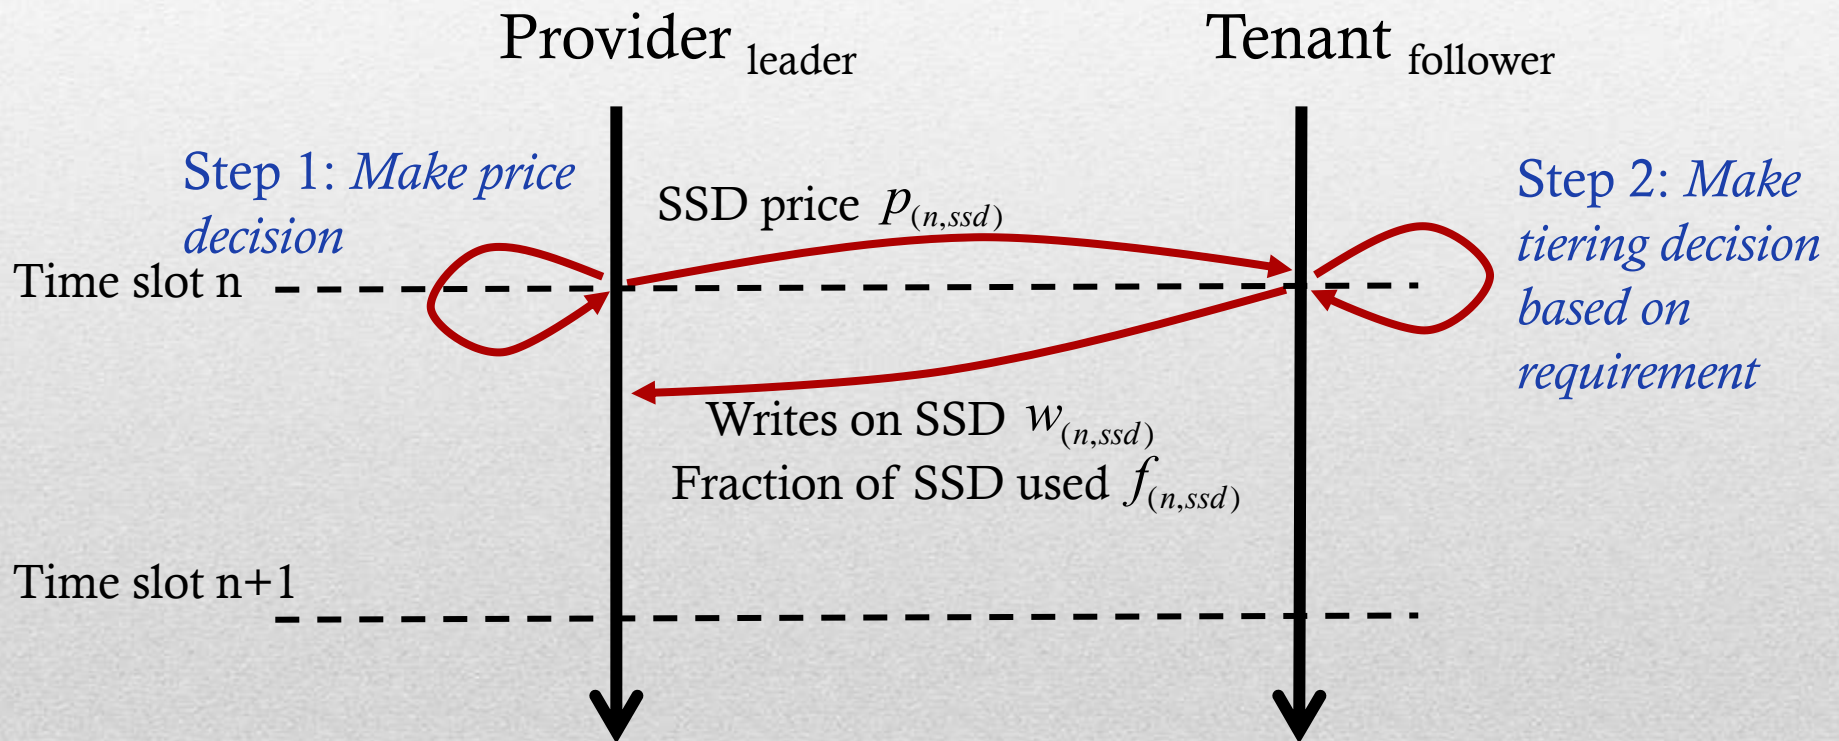 Provider leader
Tenant follower
Step 1: Make price
decision
SSD price p(n,ssd)
Step 2: Make
tiering decision
based on
requirement
Time slot n
Writes on SSD w(n,ssd)
Fraction of SSD used f(n,ssd)
Time slot n+1